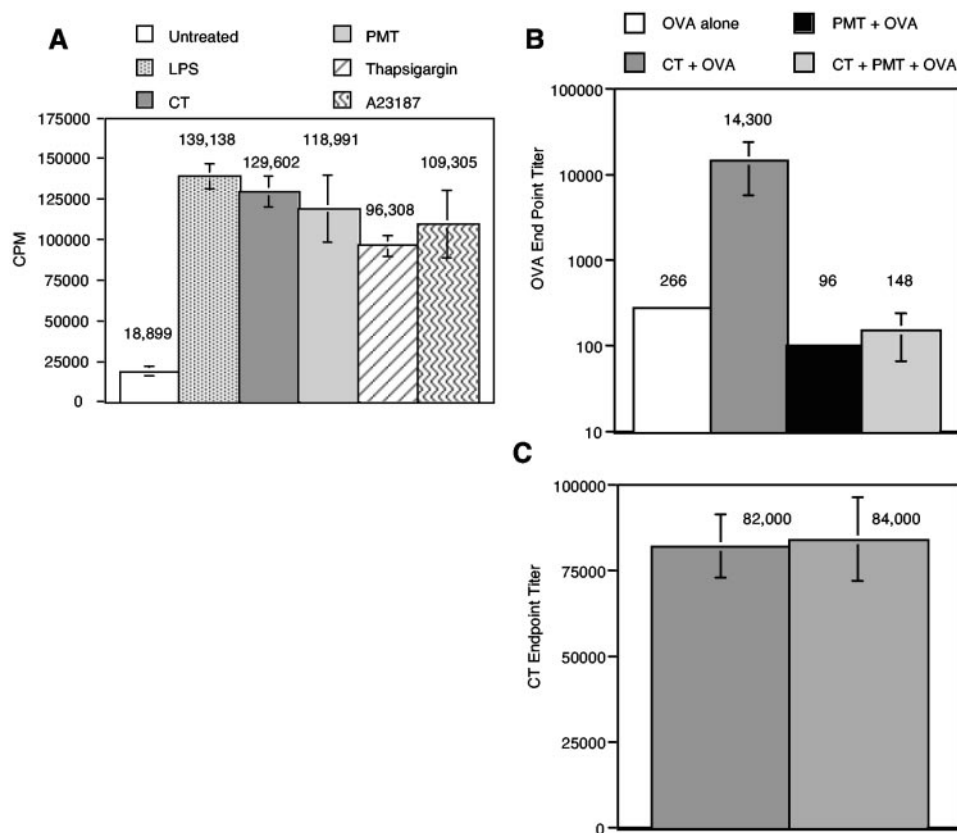 A
Untreated
PMT
LPS
Thapsigargin
CT
A23187
175000
150000
125000
100000
75000
50000
25000
0
CPM
18,899
139,138
129,602
118,991
96,308
109,305
B
OVA alone
PMT + OVA
CT + OVA
CT + PMT + OVA
100000
10000
1000
100
10
OVA End Point Titer
266
14,300
96
148
C
100000
75000
50000
25000
0
CT Endpoint Titer
82,000
84,000